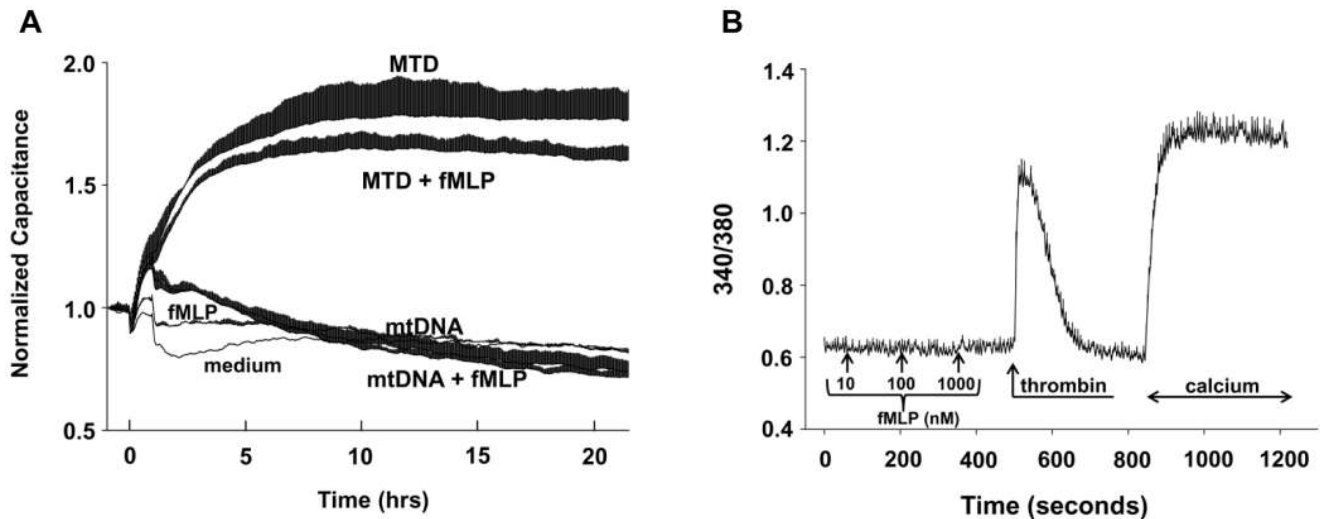 A
Normalized Capacitance
2.0
1.5
1.0
0.5
MTD
MTD + fMLP
fMLP
mtDNA
medium
mtDNA + fMLP
0 5 10 15 20
Time (hrs)
B
340/380
1.4
1.2
1.0
0.8
0.6
0.4
10 100 1000
fMLP (nM)
thrombin
calcium
0 200 400 600 800 1000 1200
Time (seconds)